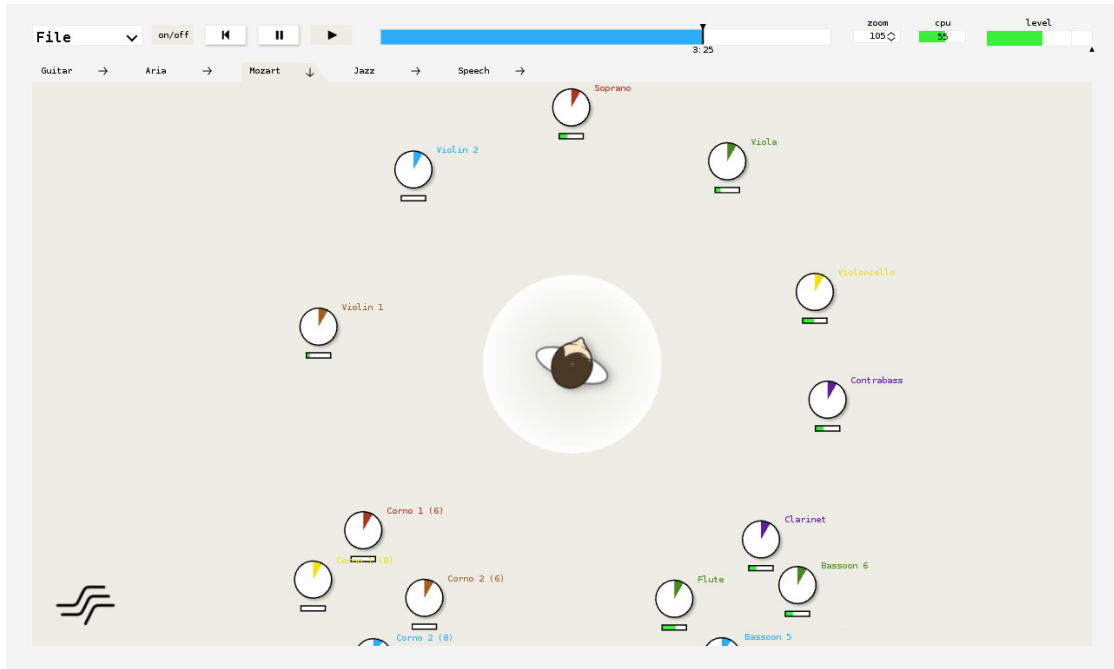 zoom cpu level
File on/off 105 55
3:25
Guitar Aria Mozart Jazz Speech
Soprano
Viola
Violin 2
Violoncello
Violin 1
Contrabass
Corno 1 (6)
Clarinet
(8)
Bassoon 6
Corno 2 (6)
Flute
Corno 2 (8)
Bassoon 5